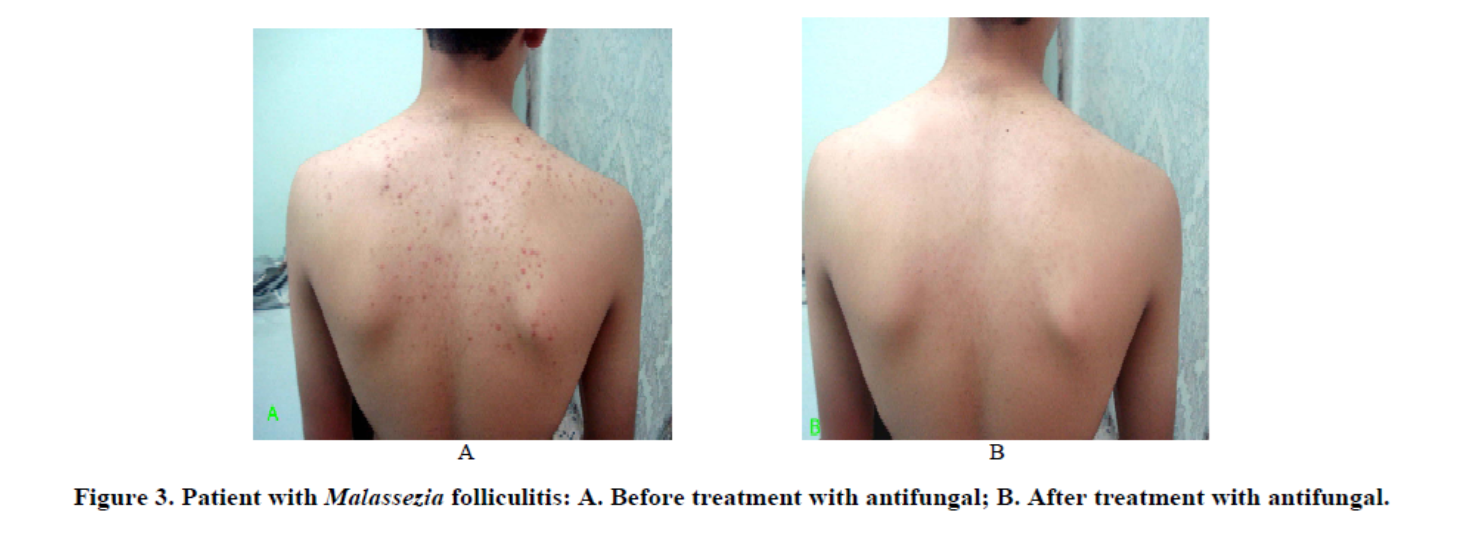 A
B
A
B
Figure 3. Patient with Malassezia folliculitis: A. Before treatment with antifungal; B. After treatment with antifungal.